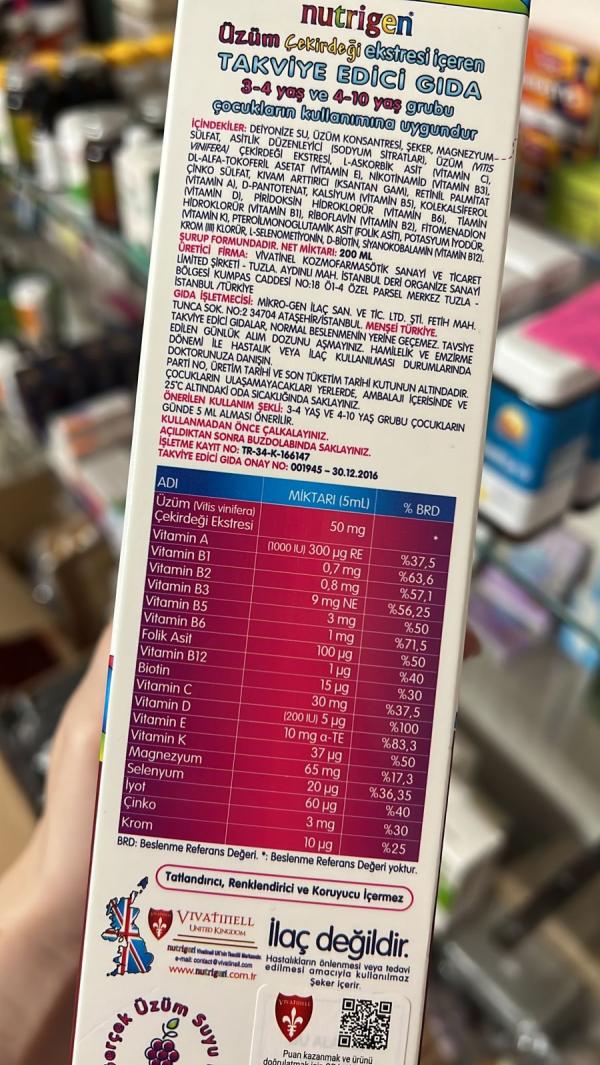 nutrigen
Üzüm Çekirdeği ekstresi içeren
TAKVİYE EDİCİ GIDA
3-4 yaş ve 4-10 yaş grubu
çocukların kullanımına uygundur
İÇİNDEKİLER: DEİYONİZE SU, ÜZÜM KONSANTRESİ, ŞEKER, MAGNEZYUM
SÜLFAT, ASİTLİK DÜZENLEYİCİ (SODYUM SİTRATLAR), ÜZÜM (VITIS
VINIFERA) ÇEKİRDEĞİ EKSTRESİ, L-ASKORBİK ASİT (VİTAMİN C),
DL-ALFA-TOKOFERİL ASETAT (VİTAMİN E), NİKOTİNAMİD (VİTAMİN B3),
ÇİNKO SÜLFAT, KIVAM ARTTIRICI (KSANTAN GAM), RETİNİL PALMİTAT
(VİTAMİN A), D-PANTOTENAT, KALSİYUM (VİTAMİN B5), KOLEKALSİFEROL
(VİTAMİN D), PİRİDOKSİN HİDROKLORÜR (VİTAMİN B6), TİAMİN
HİDROKLORÜR (VİTAMİN B1), RİBOFLAVİN (VİTAMİN B2), FİTOMENADİON
(VİTAMİN K), PTEROİLMONOGLUTAMİK ASİT (FOLİK ASİT), POTASYUM İYODÜR,
KROM (III) KLORÜR, L-SELENOMETİYONİN, D-BİOTİN, SİYANOKOBALAMİN (VİTAMİN B12).
ŞURUP FORMUNDADIR. NET MİKTARI: 200 ML
ÜRETİCİ FİRMA: VİVATİNEL KOZMOFARMASÖTİK SANAYİ VE TİCARET
LİMİTED ŞİRKETİ - TUZLA. AYDINLI MAH. İSTANBUL DERİ ORGANİZE SANAYİ
BÖLGESİ KUMPAS CADDESİ NO:18 Ö1-4 ÖZEL PARSEL MERKEZ TUZLA -
İSTANBUL /TÜRKİYE
GIDA İŞLETMECİSİ: MİKRO-GEN İLAÇ SAN. VE TİC. LTD. ŞTİ. FETİH MAH.
TUNCA SOK. NO:2 34704 ATAŞEHİR/İSTANBUL. MENŞEİ TÜRKİYE.
TAKVİYE EDİCİ GIDALAR, NORMAL BESLENMENİN YERİNE GEÇEMEZ. TAVSİYE
EDİLEN GÜNLÜK ALIM DOZUNU AŞMAYINIZ. HAMİLELİK VE EMZİRME
DÖNEMİ İLE HASTALIK VEYA İLAÇ KULLANILMASI DURUMLARINDA
DOKTORUNUZA DANIŞIN.
PARTİ NO, ÜRETİM TARİHİ VE SON TÜKETİM TARİHİ KUTUNUN ALTINDADIR.
ÇOCUKLARIN ULAŞAMAYACAKLARI YERLERDE, AMBALAJI İÇERİSİNDE VE
25°C ALTINDAKİ ODA SICAKLIĞINDA SAKLAYINIZ.
ÖNERİLEN KULLANIM ŞEKLİ: 3-4 YAŞ VE 4-10 YAŞ GRUBU ÇOCUKLARIN
GÜNDE 5 ML ALMASI ÖNERİLİR.
KULLANMADAN ÖNCE ÇALKALAYINIZ.
AÇILDIKTAN SONRA BUZDOLABINDA SAKLAYINIZ.
İŞLETME KAYIT NO: TR-34-K-166147
TAKVİYE EDİCİ GIDA ONAY NO: 001945 – 30.12.2016
ADI MİKTARI (5mL) % BRD
Üzüm (Vitis vinifera)
Çekirdeği Ekstresi 50 mg *
Vitamin A (1000 IU) 300 µg RE %37,5
Vitamin B1 0,7 mg %63,6
Vitamin B2 0,8 mg %57,1
Vitamin B3 9 mg NE %56,25
Vitamin B5 3 mg %50
Vitamin B6 1 mg %71,5
Folik Asit 100 µg %50
Vitamin B12 1 µg %40
Biotin 15 µg %30
Vitamin C 30 mg %37,5
Vitamin D (200 IU) 5 µg %100
Vitamin E 10 mg α-TE %83,3
Vitamin K 37 µg %50
Magnezyum 65 mg %17,3
Selenyum 20 µg %36,35
İyot 60 µg %40
Çinko 3 mg %30
Krom 10 µg %25
BRD: Beslenme Referans Değeri. *: Beslenme Referans Değeri yoktur.
Tatlandırıcı, Renklendirici ve Koruyucu İçermez
VIVATINELL
UNITED KINGDOM
nutrigen Vivatinell UK'nin Tescilli Markasıdır.
e-mail: contact@vivatinell.com
www.nutrigen.com.tr
İlaç değildir.
Hastalıkların önlenmesi veya tedavi
edilmesi amacıyla kullanılmaz
Şeker içerir.
Gerçek Üzüm Suyu
VIVATINELL
Puan kazanmak ve ürünü